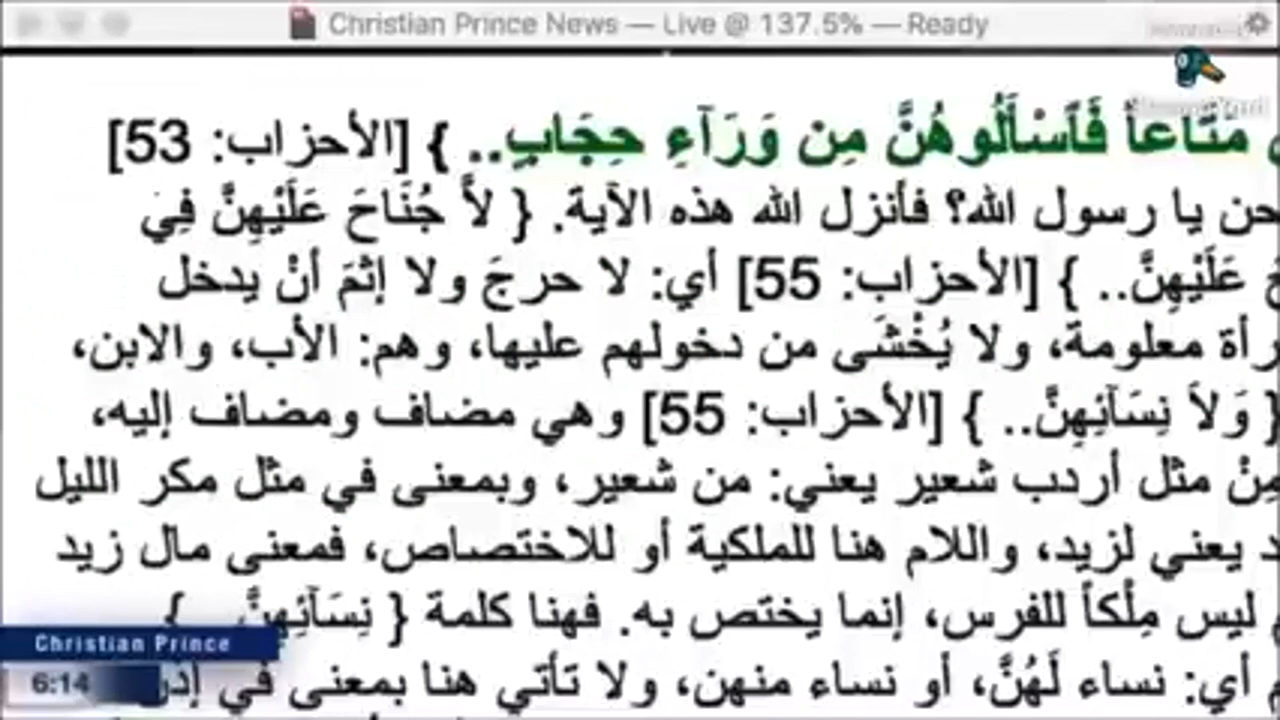 Christian Prince News — Live @ 137.5% — Ready
مَتَاعاً فَٱسْأَلُوهُنَّ مِن وَرَآءِ حِجَابٍ.. } [الأحزاب: 53]
يا رسول الله؟ فأنزل الله هذه الآية. { لاَّ جُنَاحَ عَلَيْهِنَّ فِيۤ
عَلَيْهِنَّ.. } [الأحزاب: 55] أي: لا حرجَ ولا إثمَ أنْ يدخل
معلومة، ولا يُخْشَى من دخولهم عليها، وهم: الأب، والابن،
{ وَلاَ نِسَآئِهِنَّ.. } [الأحزاب: 55] وهي مضاف ومضاف إليه،
مِنْ مثل أردب شعير يعني: من شعير، وبمعنى في مثل مكر الليل
يعني لزيد، واللام هنا للملكية أو للاختصاص، فمعنى مال زيد
ليس مِلْكاً للفرس، إنما يختص به. فهنا كلمة { نِسَآئِهِنَّ.. }
أي: نساء لَهُنَّ، أو نساء منهن، ولا تأتي هنا بمعنى في
Christian Prince
6:14